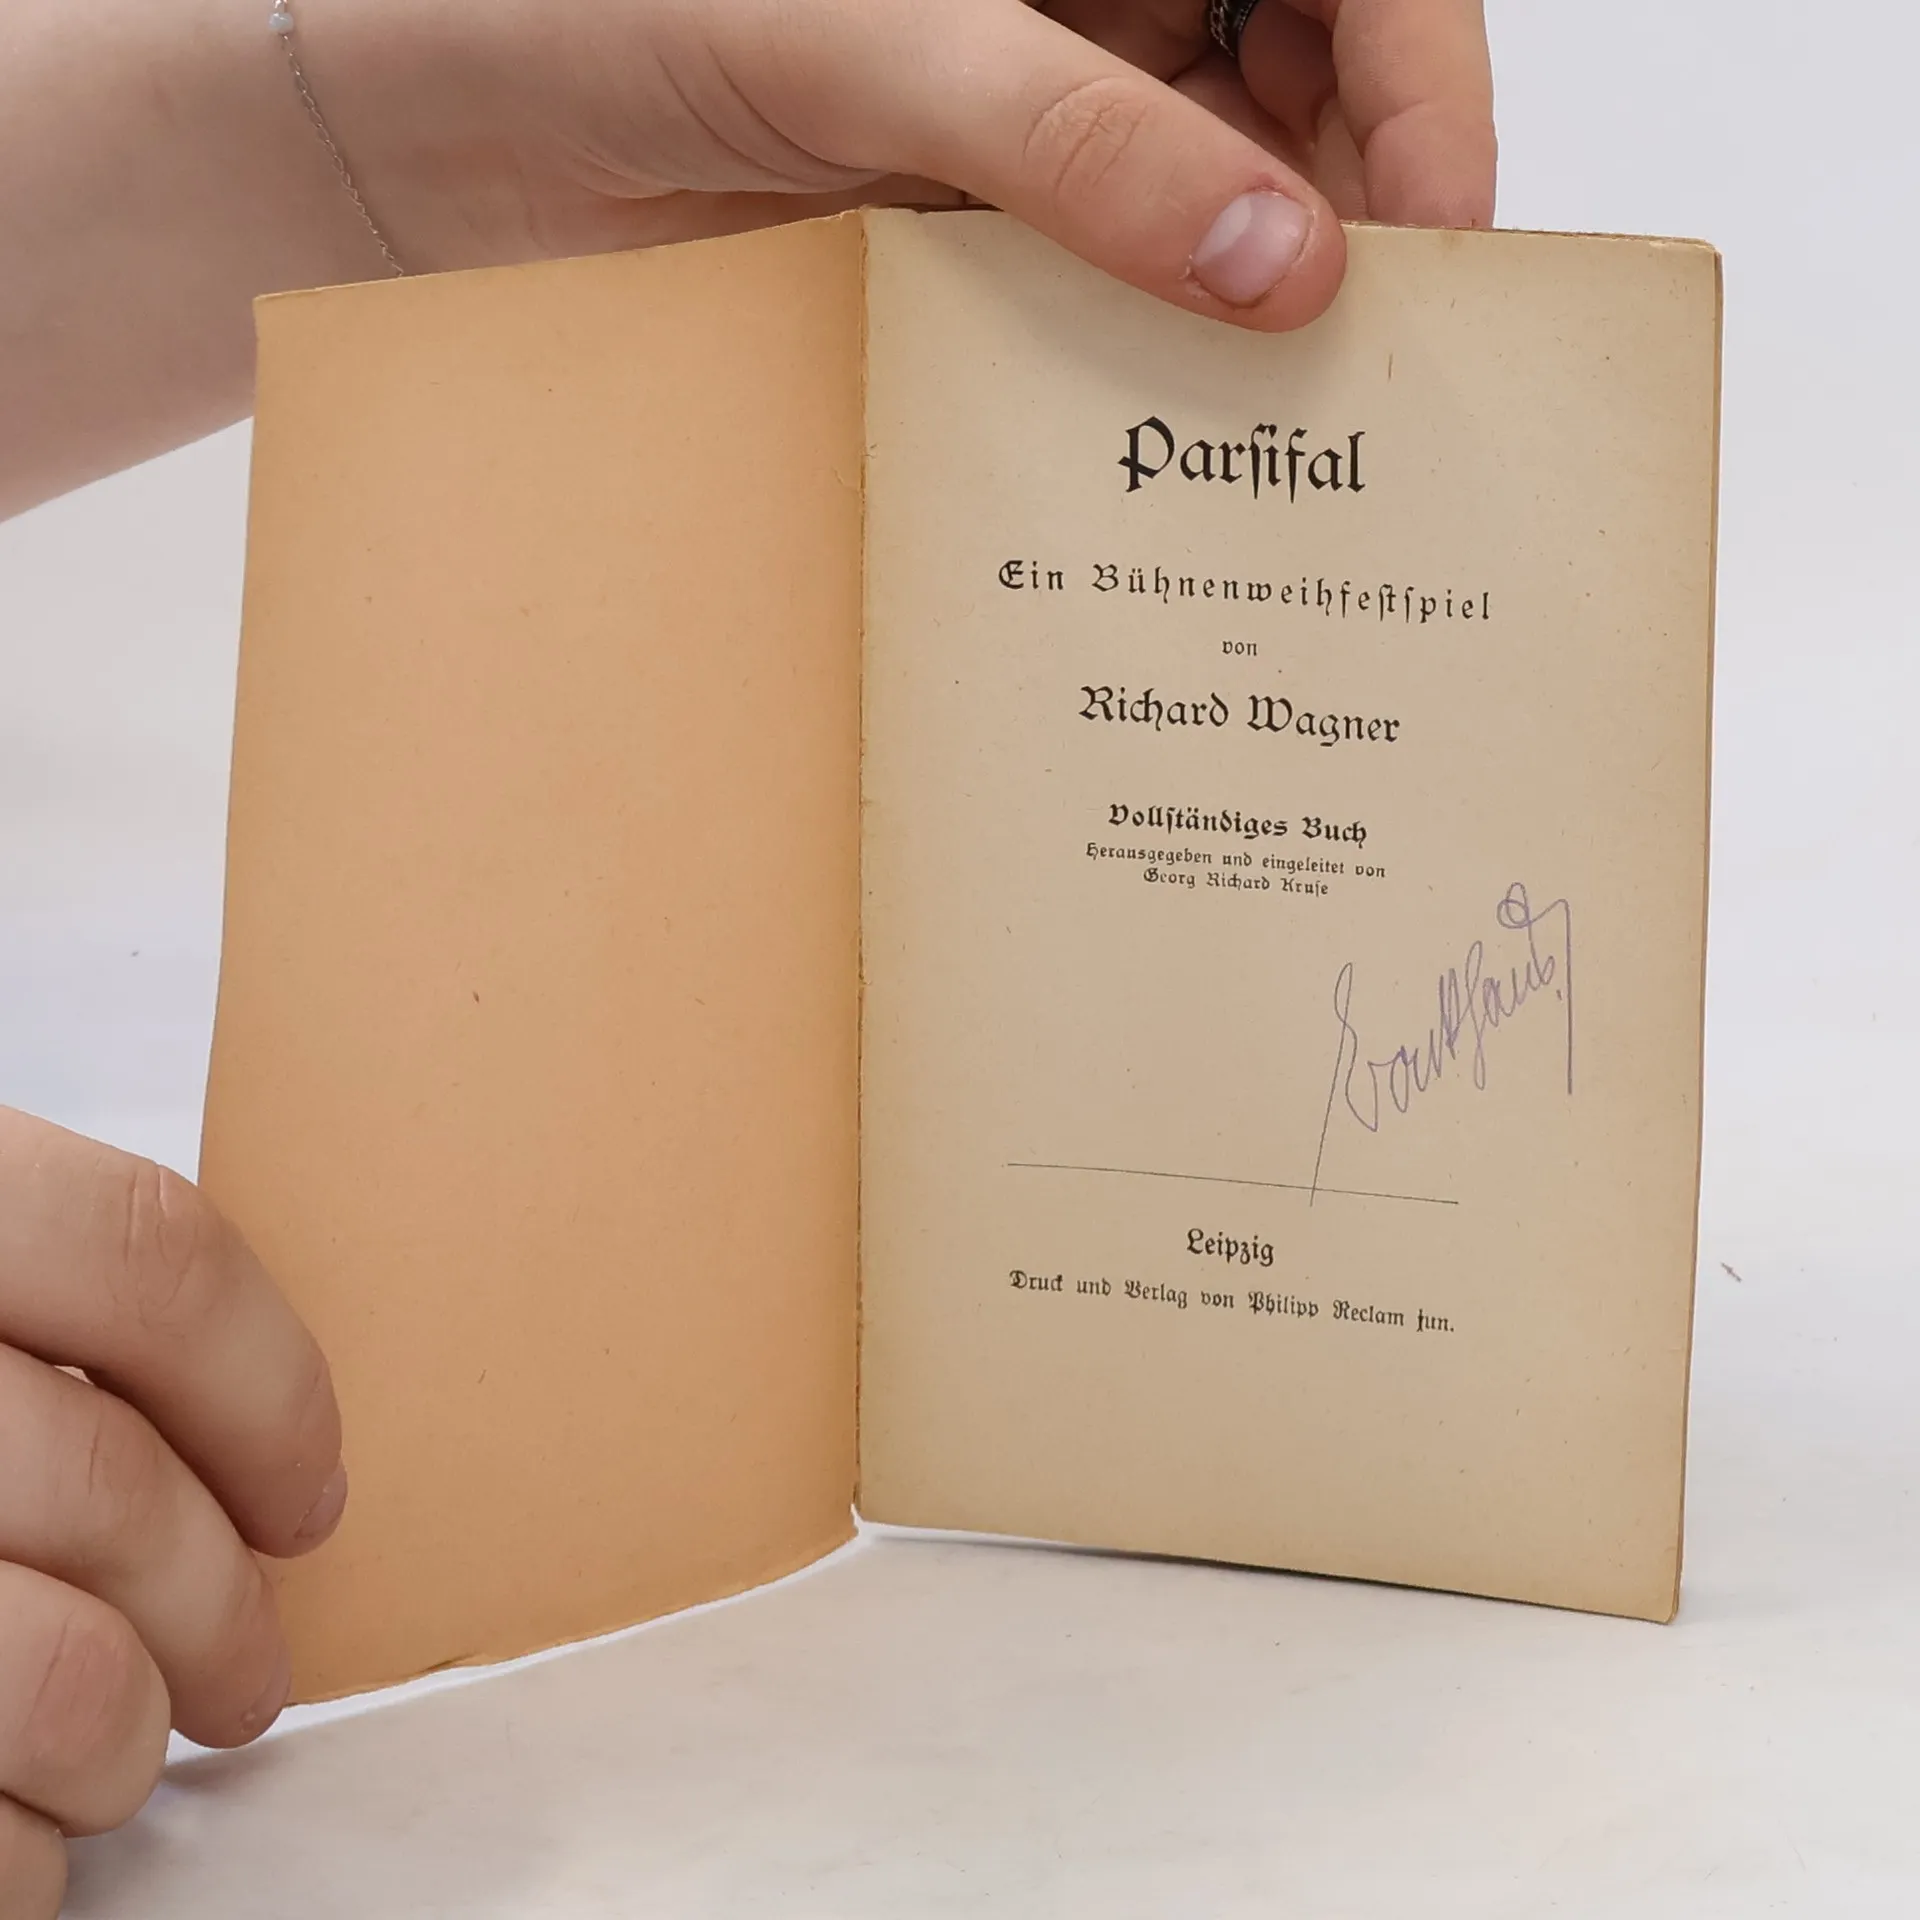 Parſifal
Ein Bühnenweihfeſtſpiel
von
Richard Wagner
Vollſtändiges Buch
Herausgegeben und eingeleitet von
Georg Richard Kruſe
Leipzig
Druck und Verlag von Philipp Reclam jun.